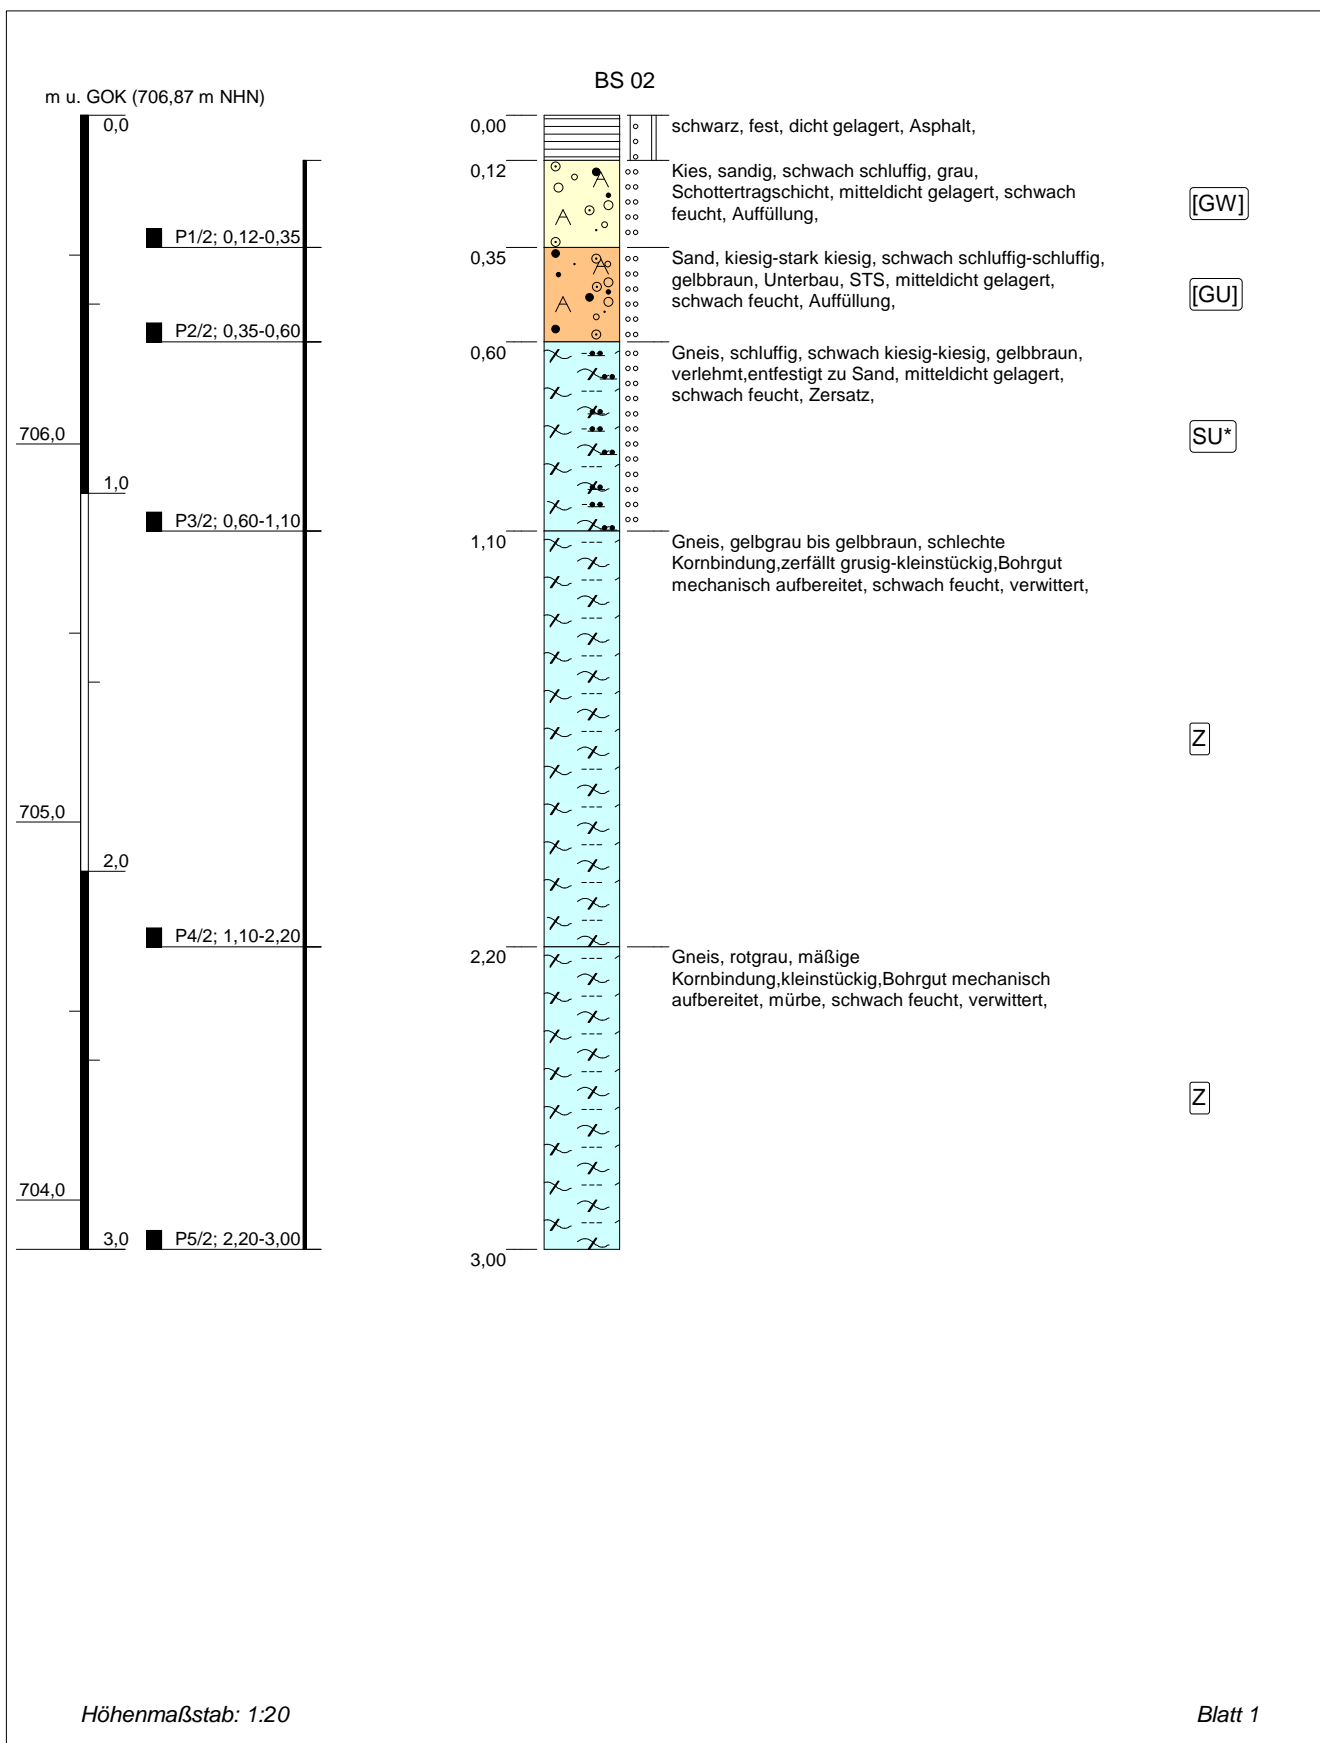 BS 02
m u. GOK (706,87 m NHN)
0,0
0,00
schwarz, fest, dicht gelagert, Asphalt,
0,12
Kies, sandig, schwach schluffig, grau,
Schottertragschicht, mitteldicht gelagert, schwach
feucht, Auffüllung,
[GW]
P1/2; 0,12-0,35
0,35
Sand, kiesig-stark kiesig, schwach schluffig-schluffig,
gelbbraun, Unterbau, STS, mitteldicht gelagert,
schwach feucht, Auffüllung,
[GU]
P2/2; 0,35-0,60
0,60
Gneis, schluffig, schwach kiesig-kiesig, gelbbraun,
verlehmt,entfestigt zu Sand, mitteldicht gelagert,
schwach feucht, Zersatz,
SU*
706,0
1,0
P3/2; 0,60-1,10
1,10
Gneis, gelbgrau bis gelbbraun, schlechte
Kornbindung,zerfällt grusig-kleinstückig,Bohrgut
mechanisch aufbereitet, schwach feucht, verwittert,
Z
705,0
2,0
P4/2; 1,10-2,20
2,20
Gneis, rotgrau, mäßige
Kornbindung,kleinstückig,Bohrgut mechanisch
aufbereitet, mürbe, schwach feucht, verwittert,
Z
704,0
3,0
P5/2; 2,20-3,00
3,00
Höhenmaßstab: 1:20
Blatt 1